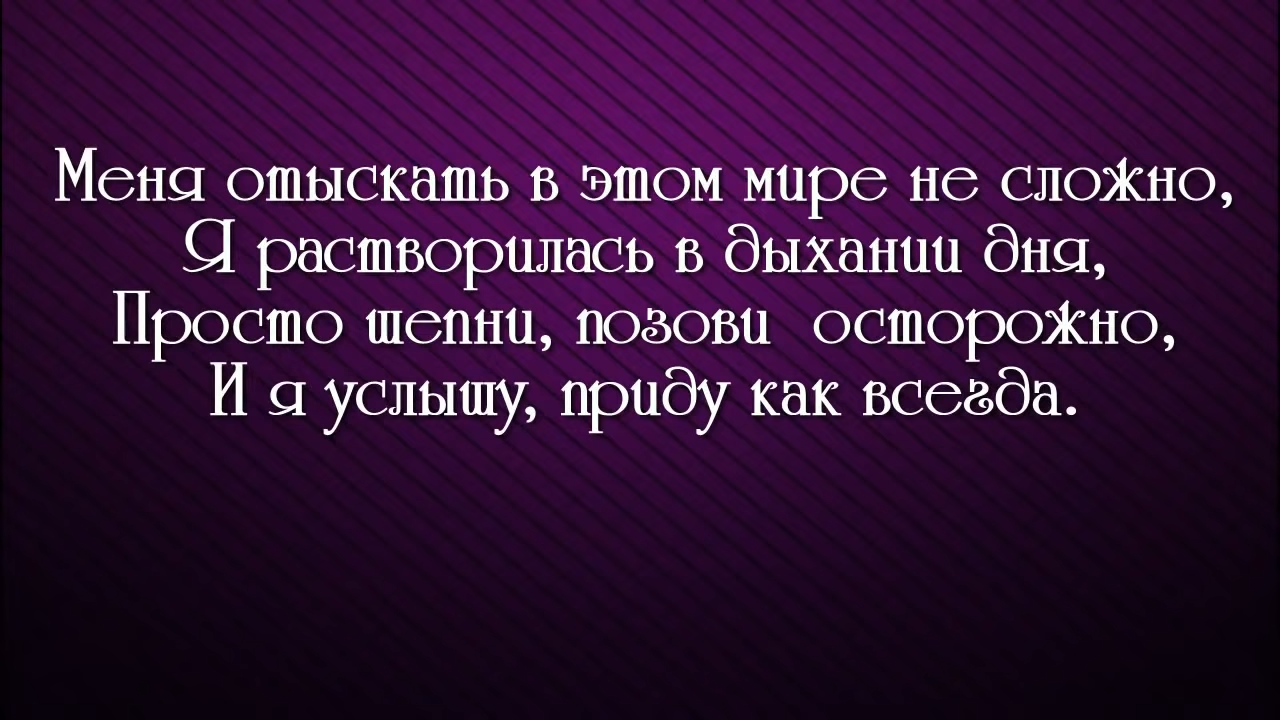 Меня отыскать в этом мире не сложно,
Я растворилась в дыхании дня,
Просто шепни, позови осторожно,
И я услышу, приду как всегда.